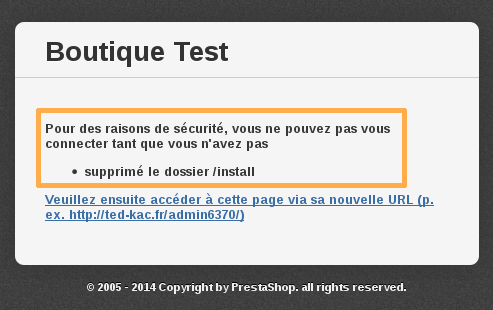 Boutique Test
Pour des raisons de sécurité, vous ne pouvez pas vous
connecter tant que vous n'avez pas
• supprimé le dossier /install
Veuillez ensuite accéder à cette page via sa nouvelle URL (p.
ex. http://ted-kac.fr/admin6370/)
© 2005 - 2014 Copyright by PrestaShop. all rights reserved.